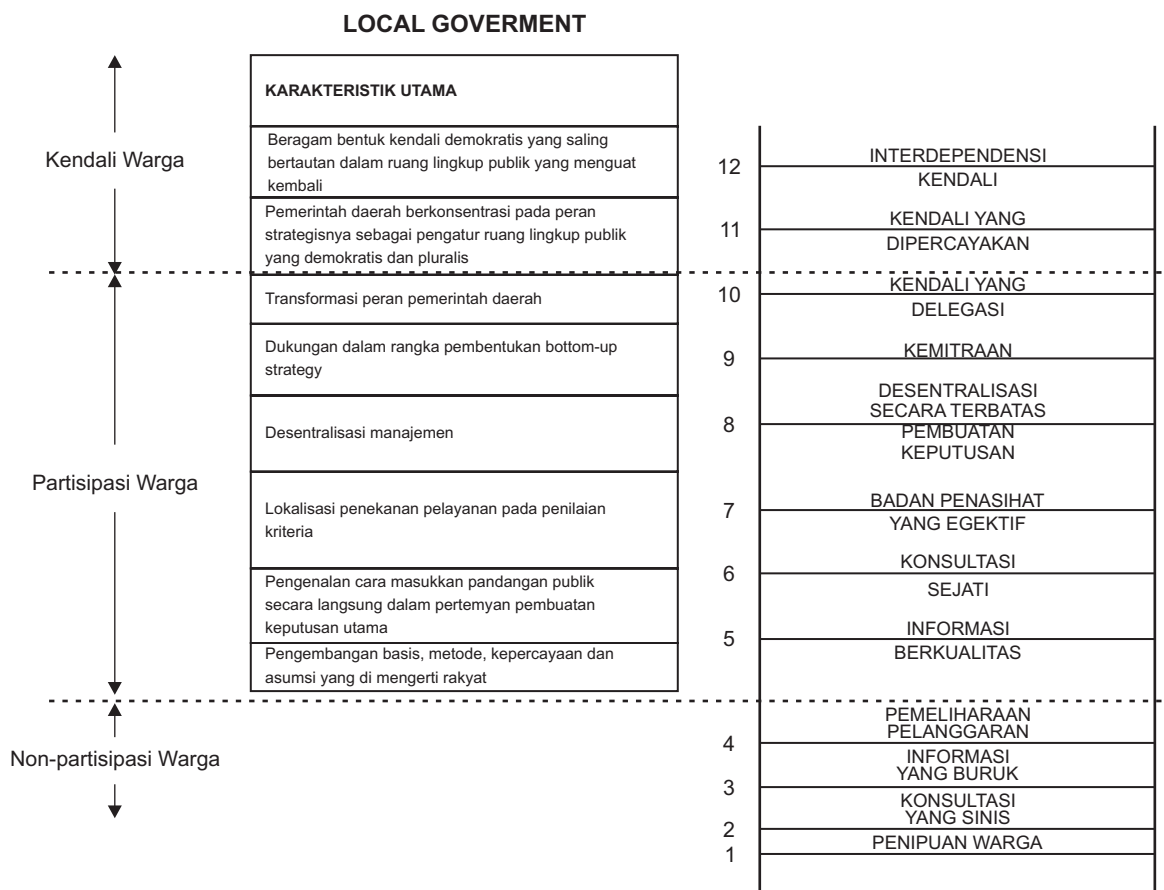 LOCAL GOVERMENT
Kendali Warga
Partisipasi Warga
Non-partisipasi Warga
KARAKTERISTIK UTAMA
Beragam bentuk kendali demokratis yang saling
bertautan dalam ruang lingkup publik yang menguat
kembali
Pemerintah daerah berkonsentrasi pada peran
strategisnya sebagai pengatur ruang lingkup publik
yang demokratis dan pluralis
Transformasi peran pemerintah daerah
Dukungan dalam rangka pembentukan bottom-up
strategy
Desentralisasi manajemen
Lokalisasi penekanan pelayanan pada penilaian
kriteria
Pengenalan cara masukkan pandangan publik
secara langsung dalam pertemyan pembuatan
keputusan utama
Pengembangan basis, metode, kepercayaan dan
asumsi yang di mengerti rakyat
12
INTERDEPENDENSI
KENDALI
11
KENDALI YANG
DIPERCAYAKAN
10
KENDALI YANG
DELEGASI
9
KEMITRAAN
8
DESENTRALISASI
SECARA TERBATAS
PEMBUATAN
KEPUTUSAN
7
BADAN PENASIHAT
YANG EGEKTIF
6
KONSULTASI
SEJATI
5
INFORMASI
BERKUALITAS
4
PEMELIHARAAN
PELANGGARAN
3
INFORMASI
YANG BURUK
2
KONSULTASI
YANG SINIS
1
PENIPUAN WARGA